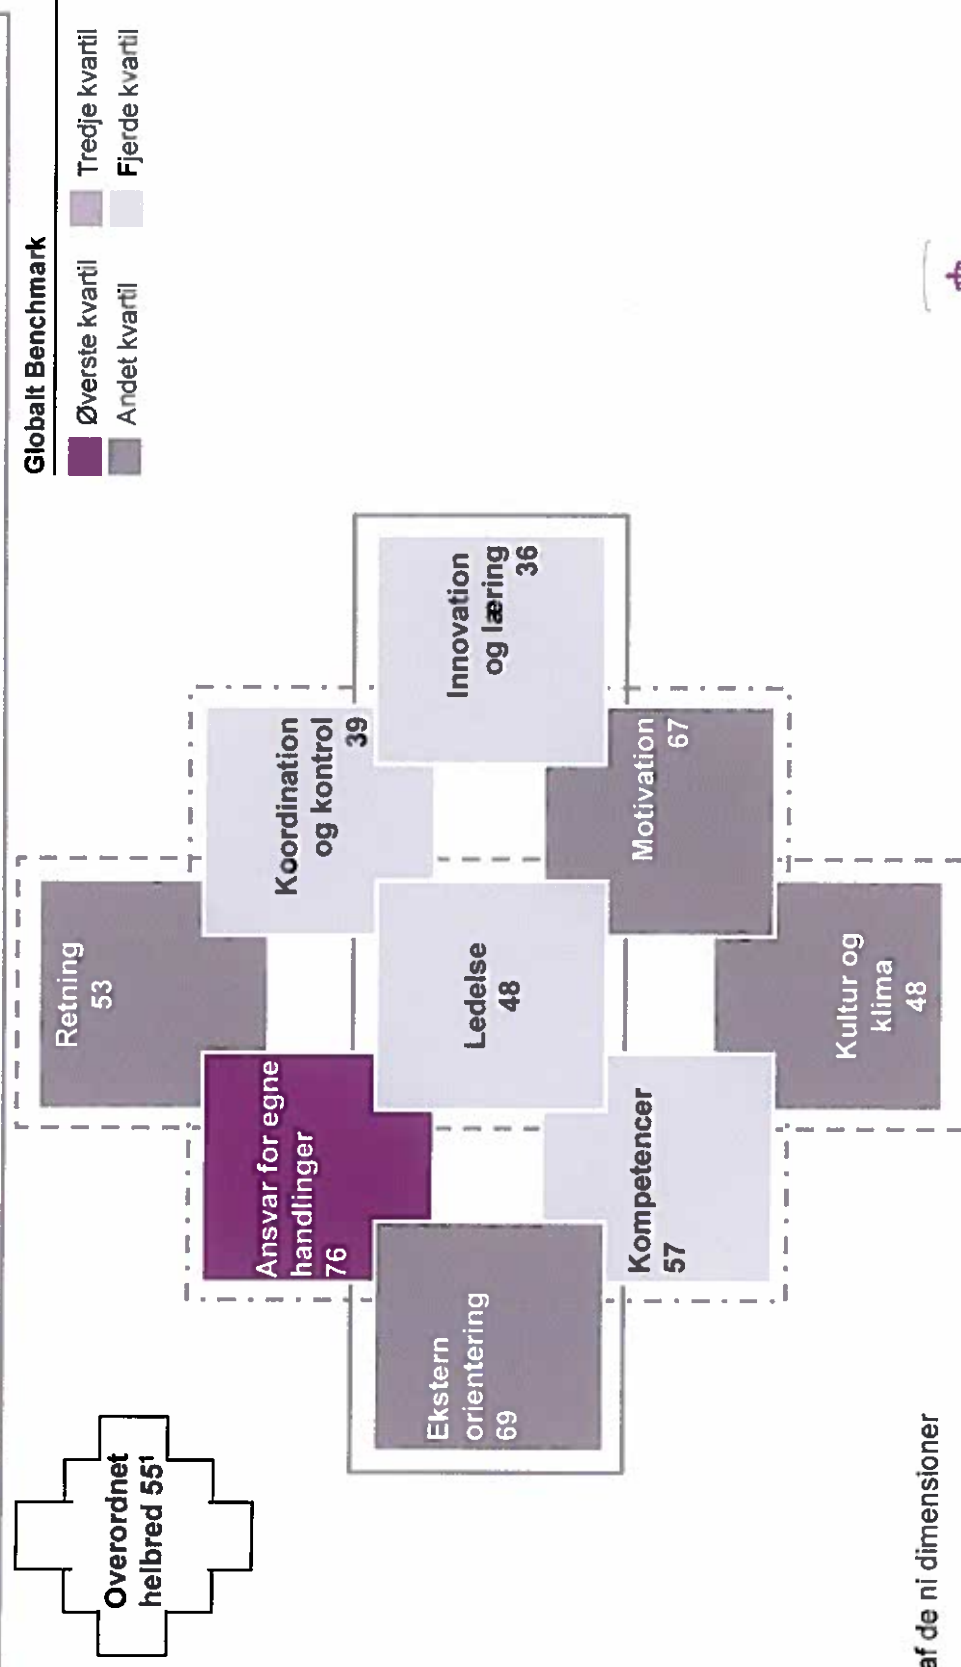 Overordnet
helbred 55¹
Globalt Benchmark
Øverste kvartil
Tredje kvartil
Andet kvartil
Fjerde kvartil
Retning
53
Ansvar for egne
handlinger
76
Koordination
og kontrol
39
Ekstern
orientering
69
Ledelse
48
Innovation
og læring
36
Kompetencer
57
Motivation
67
Kultur og
klima
48
af de ni dimensioner